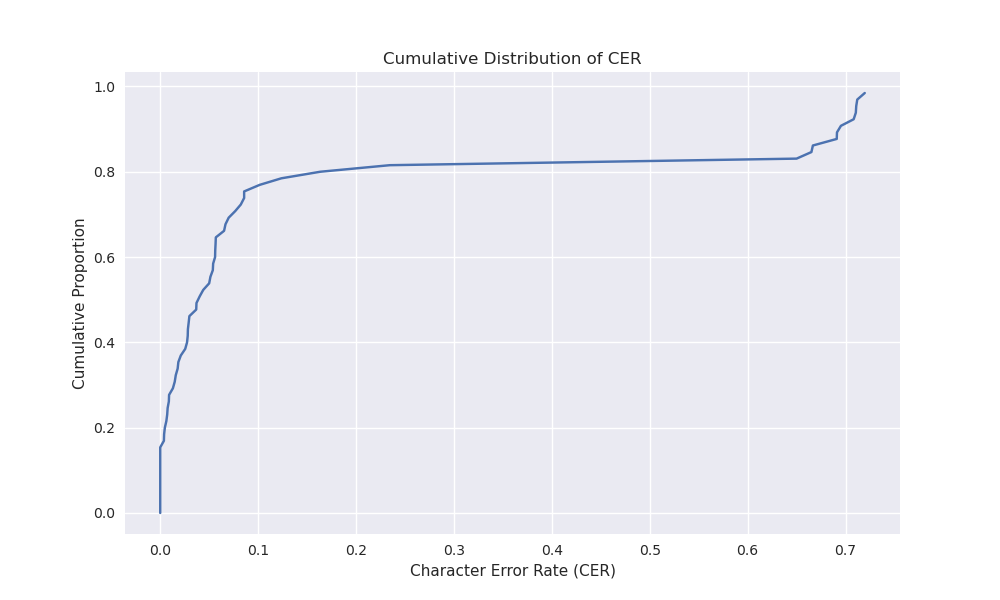 Cumulative Distribution of CER
1.0
0.8
0.6
0.4
0.2
0.0
Cumulative Proportion
0.0 0.1 0.2 0.3 0.4 0.5 0.6 0.7
Character Error Rate (CER)